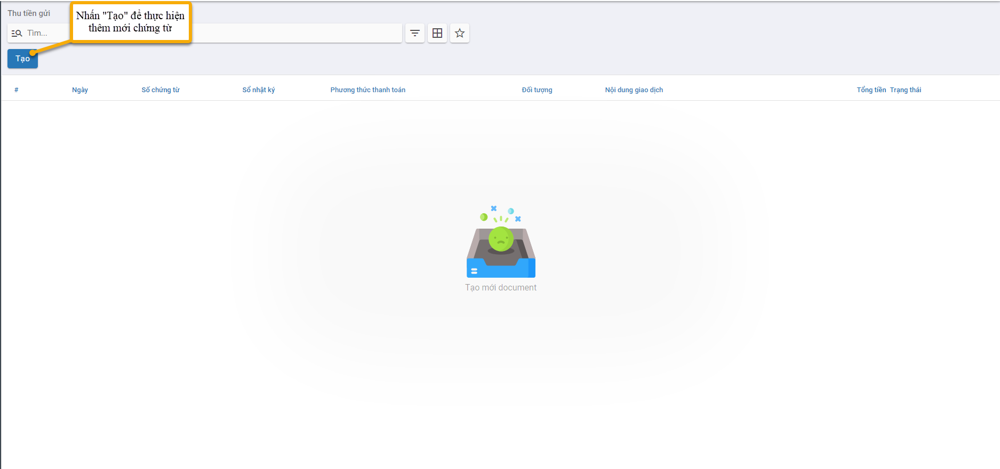 Thu tiền gửi
Nhấn "Tạo" để thực hiện
thêm mới chứng từ
Tìm...
Tạo
# Ngày Số chứng từ Sổ nhật ký Phương thức thanh toán Đối tượng Nội dung giao dịch Tổng tiền Trạng thái
Tạo mới document